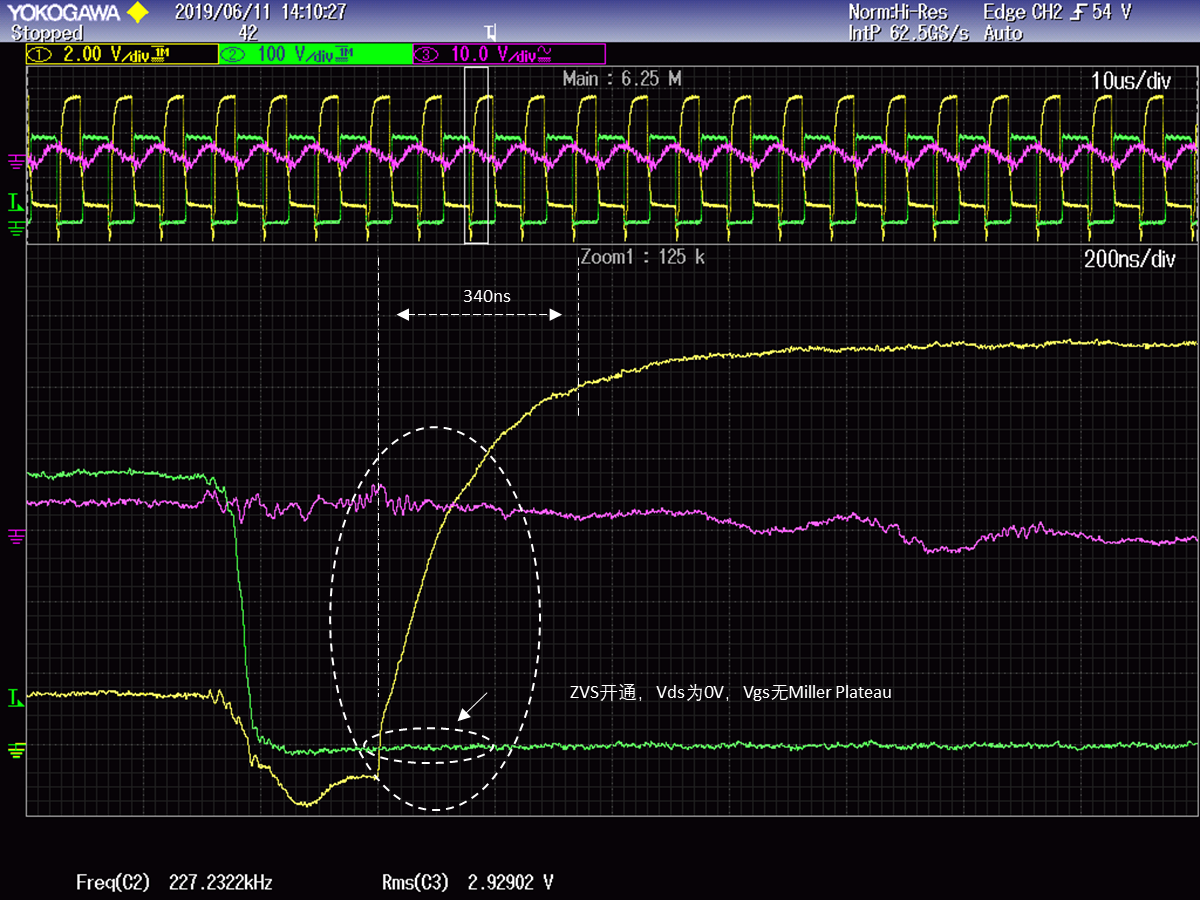 YOKOGAWA 2019/06/11 14:10:27 Norm:Hi-Res Edge CH2 54 V
Stopped 42 IntP 62.5GS/s Auto
T
1 2.00 V/div 1M 2 100 V/div 1M 3 10.0 V/div
Main : 6.25 M 10us/div
T
Zoom1 : 125 k 200ns/div
340ns
T
ZVS开通，Vds为0V，Vgs无Miller Plateau
Freq(C2) 227.2322kHz Rms(C3) 2.92902 V